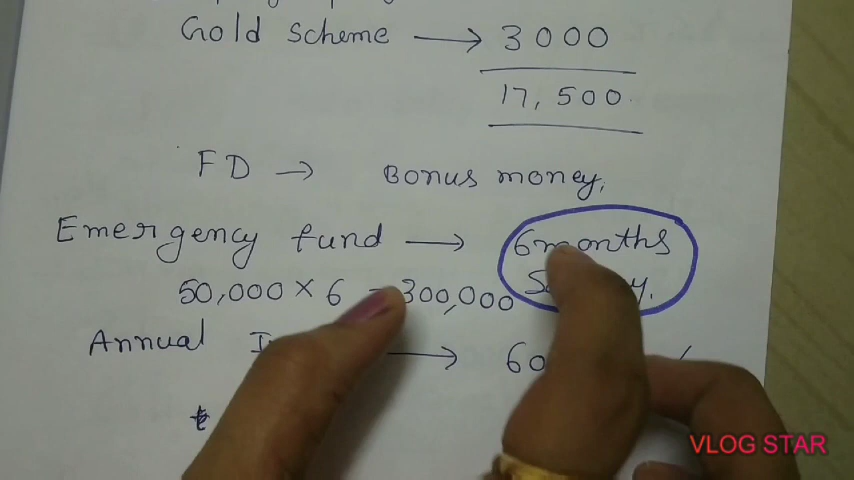 Gold Scheme → 3000
17,500
FD → Bonus money,
Emergency fund → 6 months
50,000 × 6 = 300,000
Annual →
VLOG STAR